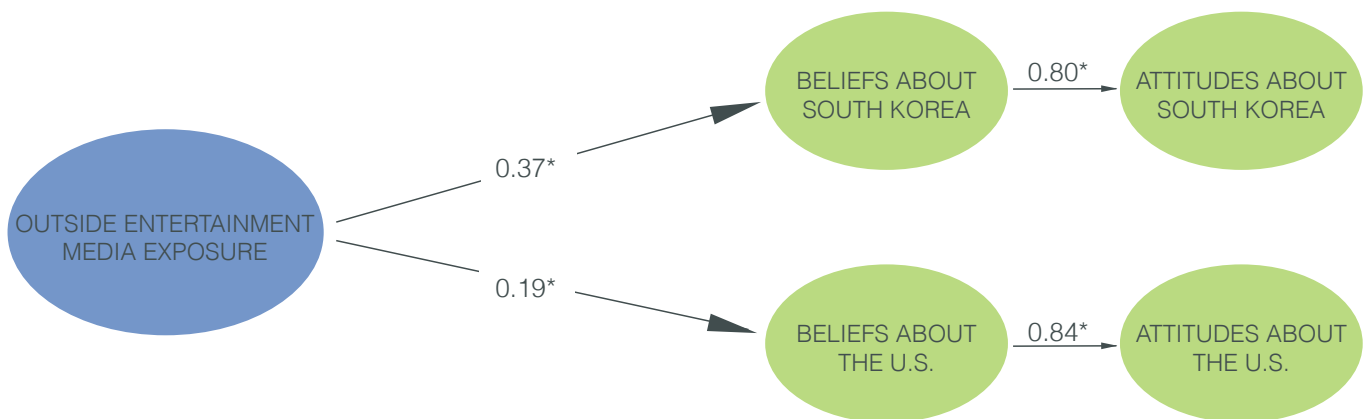 OUTSIDE ENTERTAINMENT
MEDIA EXPOSURE
0.37*
0.19*
BELIEFS ABOUT
SOUTH KOREA
0.80*
ATTITUDES ABOUT
SOUTH KOREA
BELIEFS ABOUT
THE U.S.
0.84*
ATTITUDES ABOUT
THE U.S.